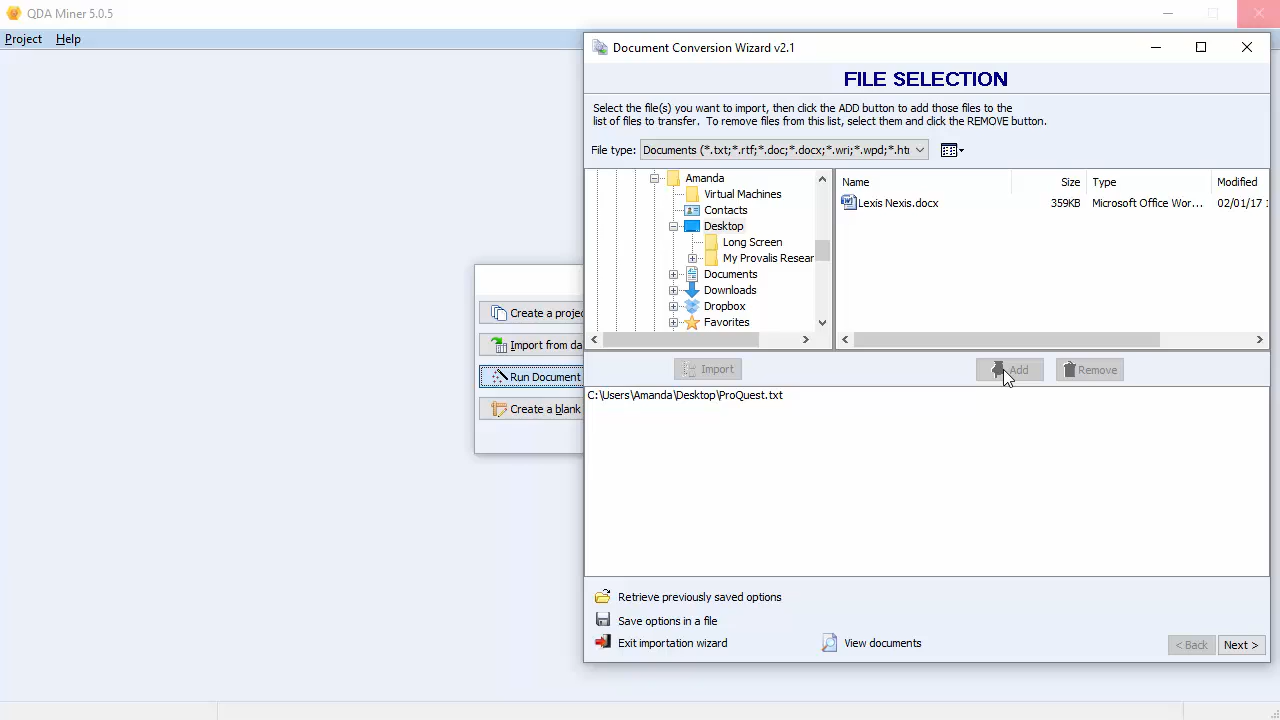 QDA Miner 5.0.5
Project Help
Document Conversion Wizard v2.1
FILE SELECTION
Select the file(s) you want to import, then click the ADD button to add those files to the
list of files to transfer. To remove files from this list, select them and click the REMOVE button.
File type: Documents (*.txt;*.rtf;*.doc;*.docx;*.wri;*.wpd;*.htn
Amanda
Virtual Machines
Contacts
Desktop
Long Screen
My Provalis Resear
Documents
Downloads
Dropbox
Favorites
Name Size Type Modified
Lexis Nexis.docx 359KB Microsoft Office Wor... 02/01/17
Create a proje
Import from da
Run Document
Create a blank
Import Add Remove
C:\Users\Amanda\Desktop\ProQuest.txt
Retrieve previously saved options
Save options in a file
Exit importation wizard View documents < Back Next >